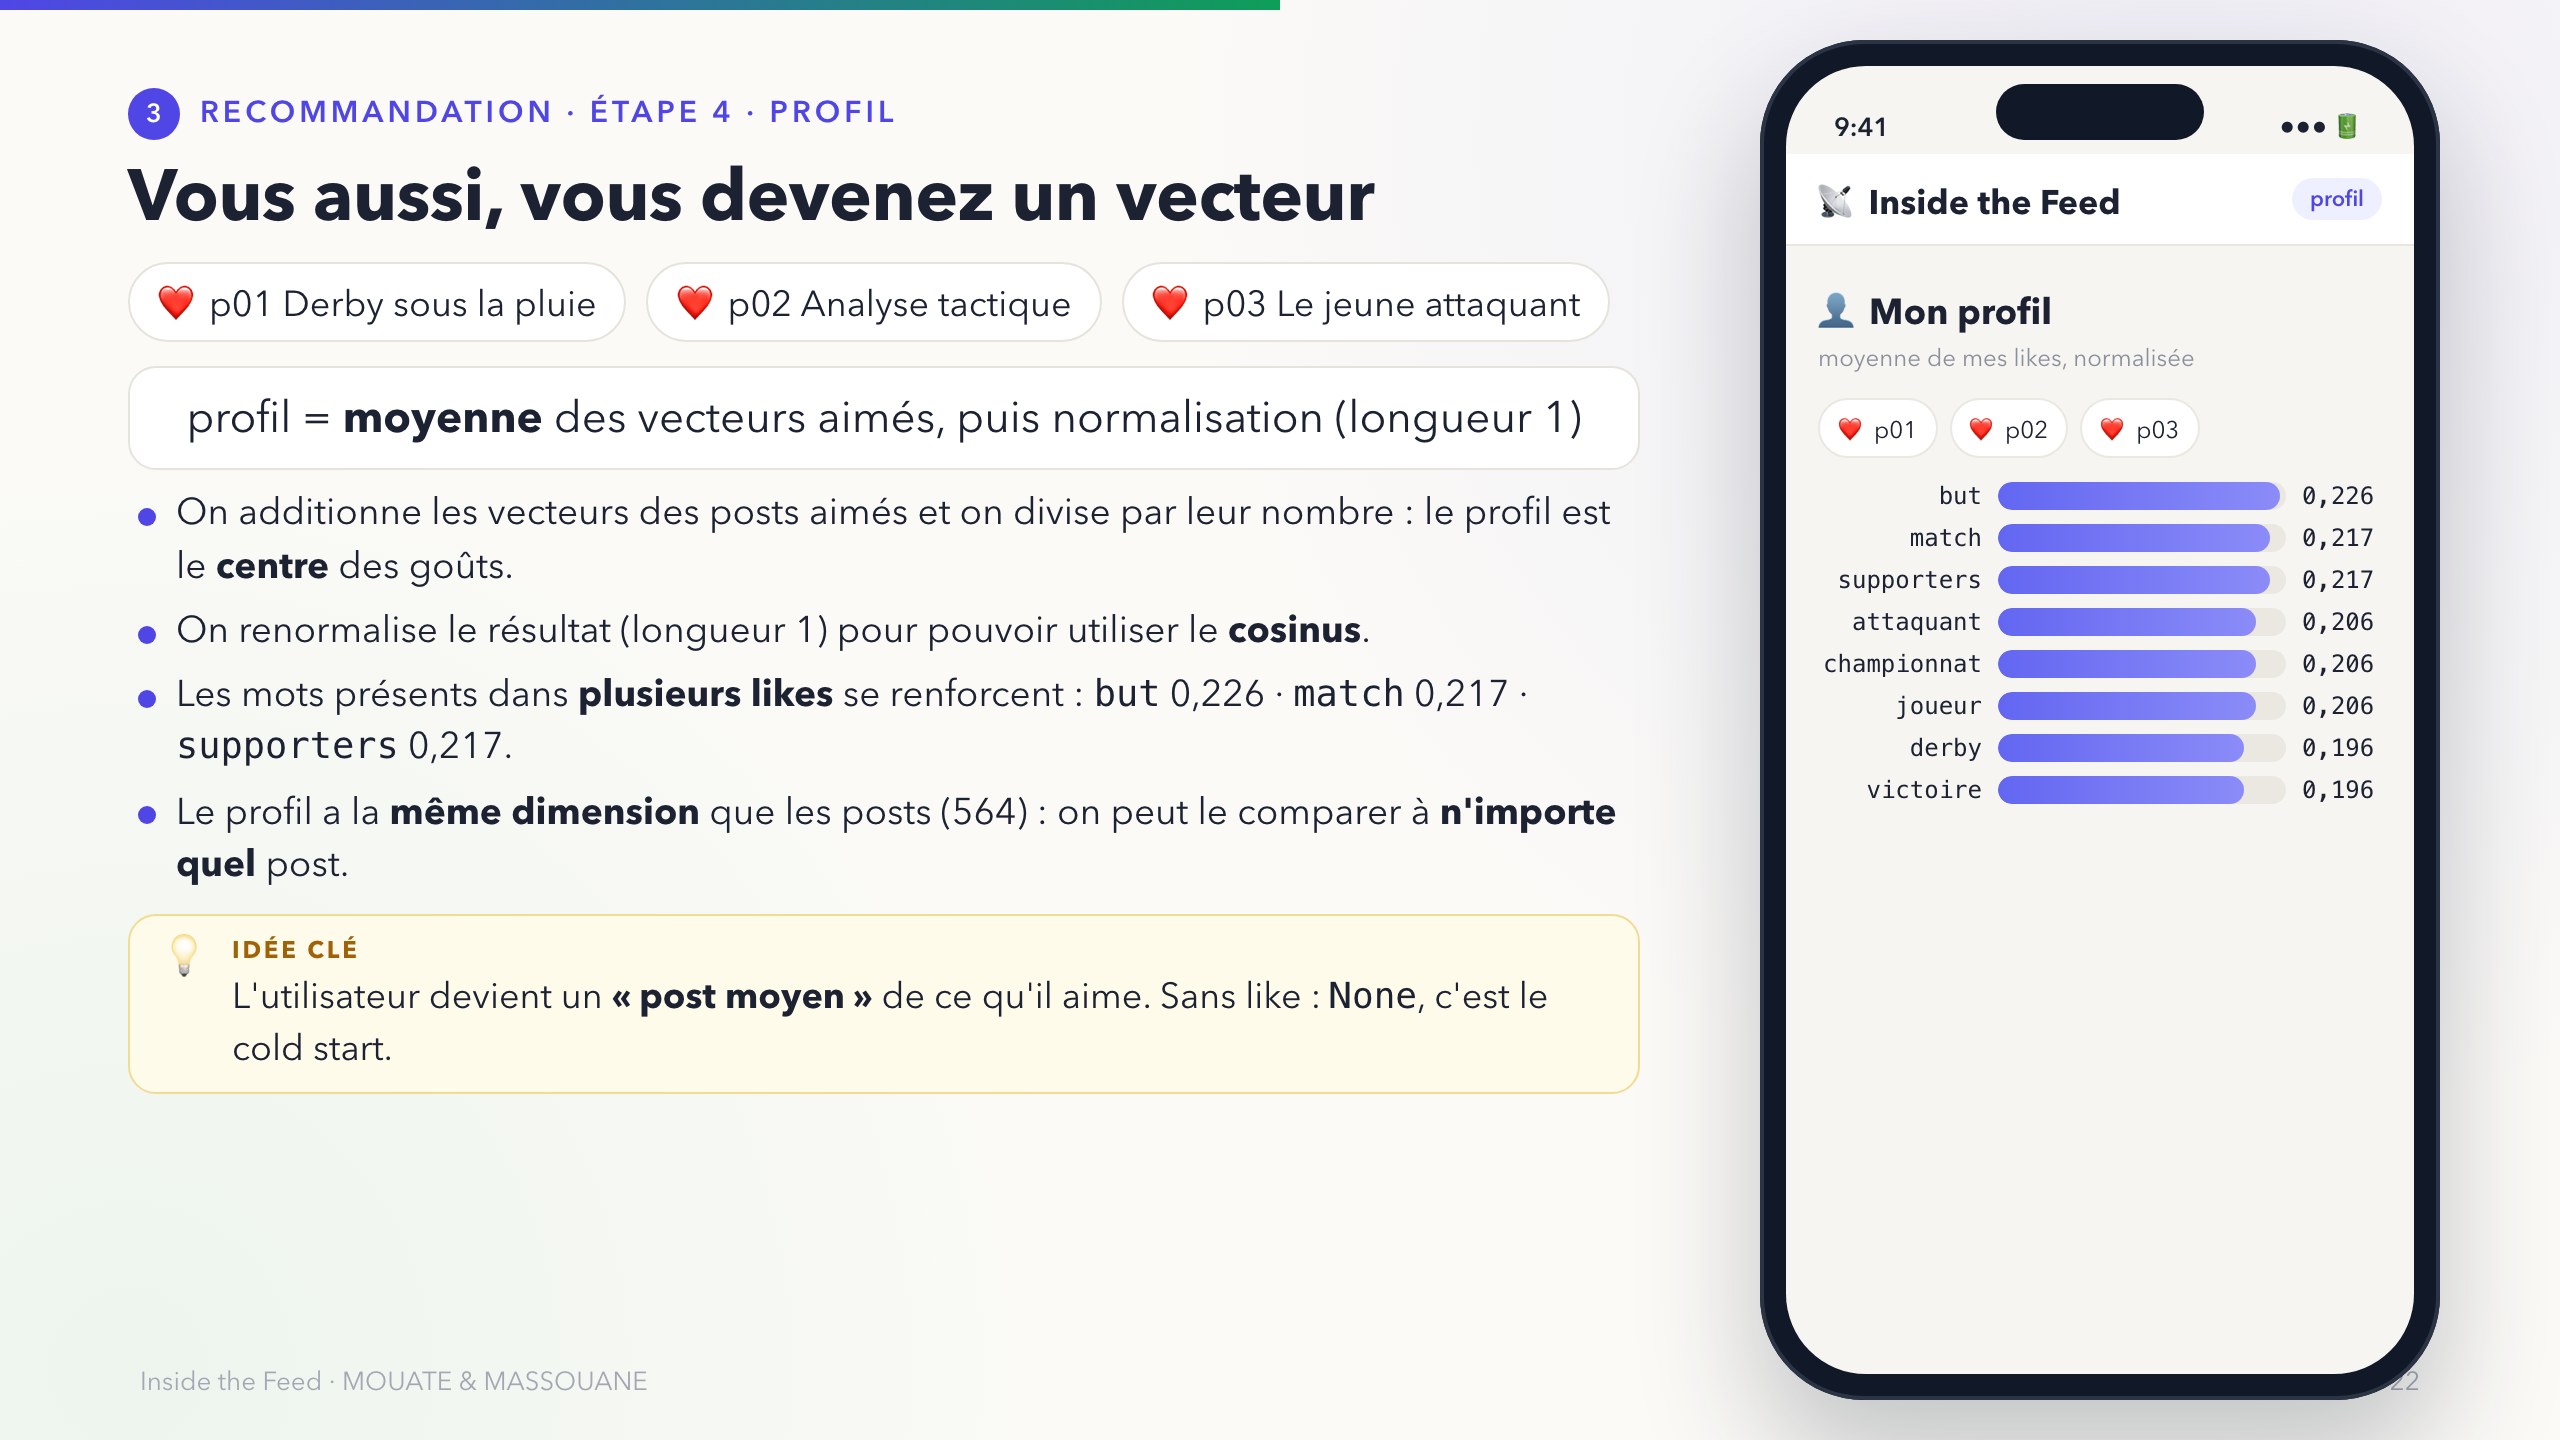 3 RECOMMANDATION · ÉTAPE 4 · PROFIL
Vous aussi, vous devenez un vecteur
❤️ p01 Derby sous la pluie
❤️ p02 Analyse tactique
❤️ p03 Le jeune attaquant
profil = moyenne des vecteurs aimés, puis normalisation (longueur 1)
• On additionne les vecteurs des posts aimés et on divise par leur nombre : le profil est
le centre des goûts.
• On renormalise le résultat (longueur 1) pour pouvoir utiliser le cosinus.
• Les mots présents dans plusieurs likes se renforcent : but 0,226 · match 0,217 ·
supporters 0,217.
• Le profil a la même dimension que les posts (564) : on peut le comparer à n'importe
quel post.
💡 IDÉE CLÉ
L'utilisateur devient un « post moyen » de ce qu'il aime. Sans like : None, c'est le
cold start.
9:41
Inside the Feed
profil
Mon profil
moyenne de mes likes, normalisée
❤️ p01
❤️ p02
❤️ p03
but 0,226
match 0,217
supporters 0,217
attaquant 0,206
championnat 0,206
joueur 0,206
derby 0,196
victoire 0,196
Inside the Feed · MOUATE & MASSOUANE
22